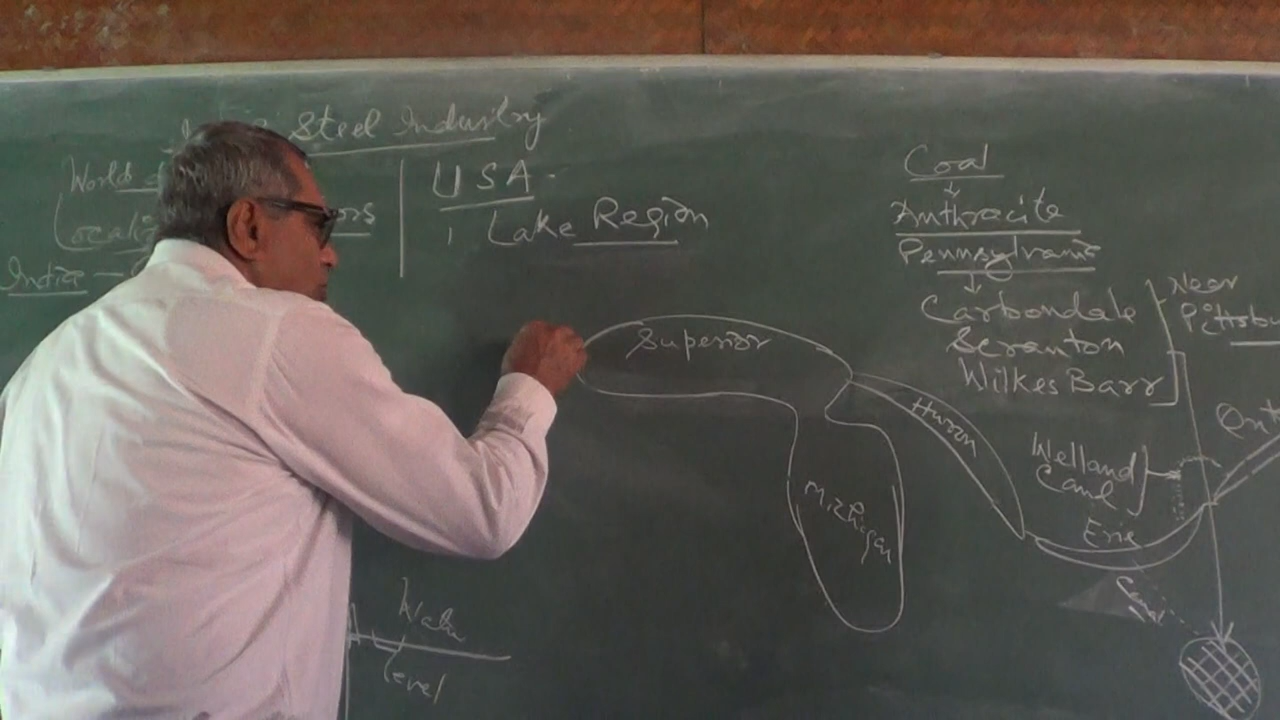 Steel Industry
World
India -
USA
1 Lake Region
Coal
Anthracite
Pennsylvania
Carbondale
Scranton
Wilkes Barr
Near
Superior
Huron
Michigan
Welland
Erie
Water
level